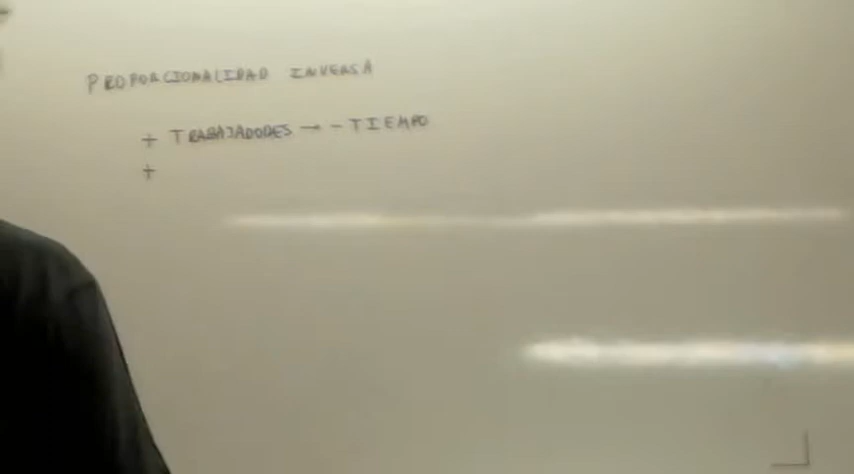 PROPORCIONALIDAD INVERSA
+ TRABAJADORES → - TIEMPO
+